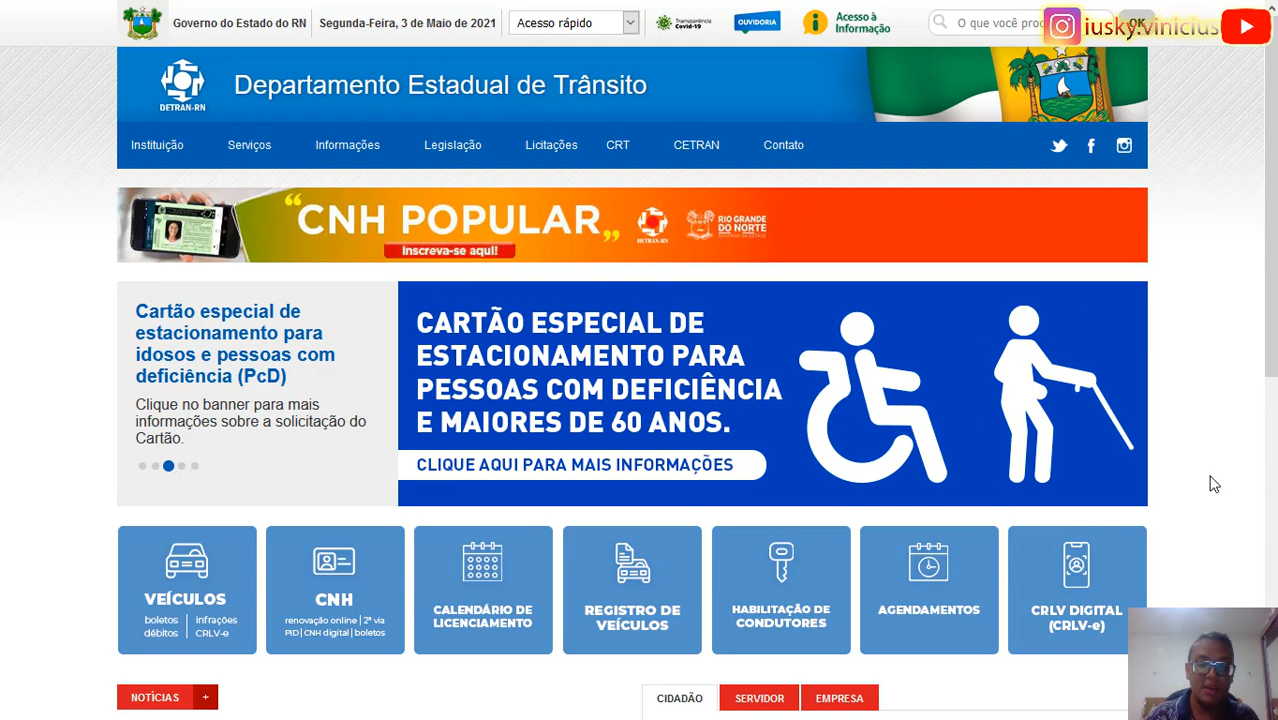 Governo do Estado do RN
Segunda-Feira, 3 de Maio de 2021
Acesso rápido
Transparência
Covid-19
OUVIDORIA
Acesso à
Informação
O que você pro
OK
iusky.vinicius
DETRAN-RN
Departamento Estadual de Trânsito
Instituição
Serviços
Informações
Legislação
Licitações
CRT
CETRAN
Contato
“CNH POPULAR”
Inscreva-se aqui!
DETRAN-RN
RIO GRANDE
DO NORTE
Cartão especial de
estacionamento para
idosos e pessoas com
deficiência (PcD)
Clique no banner para mais
informações sobre a solicitação do
Cartão.
CARTÃO ESPECIAL DE
ESTACIONAMENTO PARA
PESSOAS COM DEFICIÊNCIA
E MAIORES DE 60 ANOS.
CLIQUE AQUI PARA MAIS INFORMAÇÕES
VEÍCULOS
boletos | infrações
débitos | CRLV-e
CNH
renovação online | 2ª via
PID | CNH digital | boletos
CALENDÁRIO DE
LICENCIAMENTO
REGISTRO DE
VEÍCULOS
HABILITAÇÃO DE
CONDUTORES
AGENDAMENTOS
CRLV DIGITAL
(CRLV-e)
NOTÍCIAS +
CIDADÃO
SERVIDOR
EMPRESA